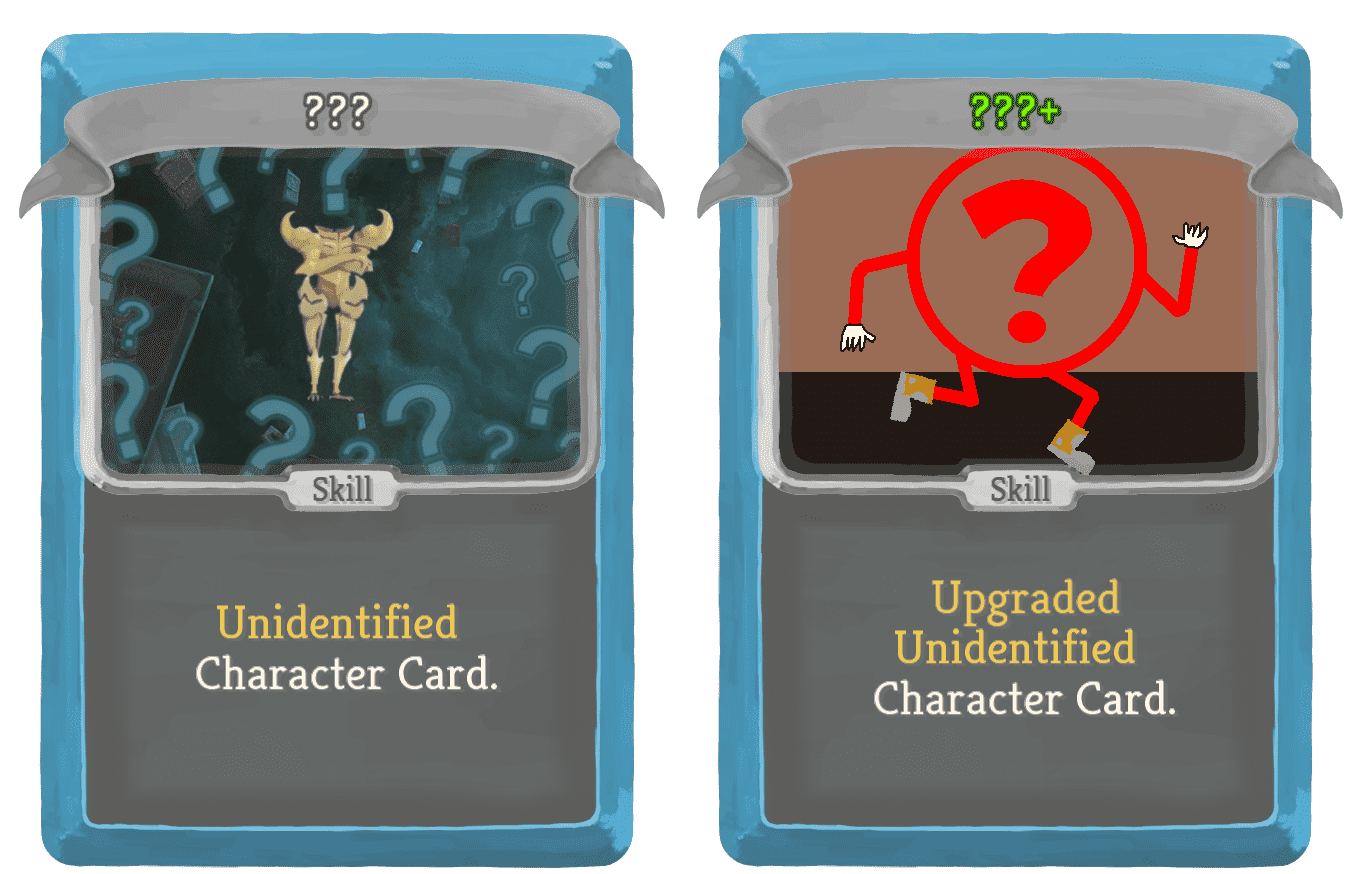 ???
Skill
Unidentified
Character Card.
???+
?
Skill
Upgraded
Unidentified
Character Card.